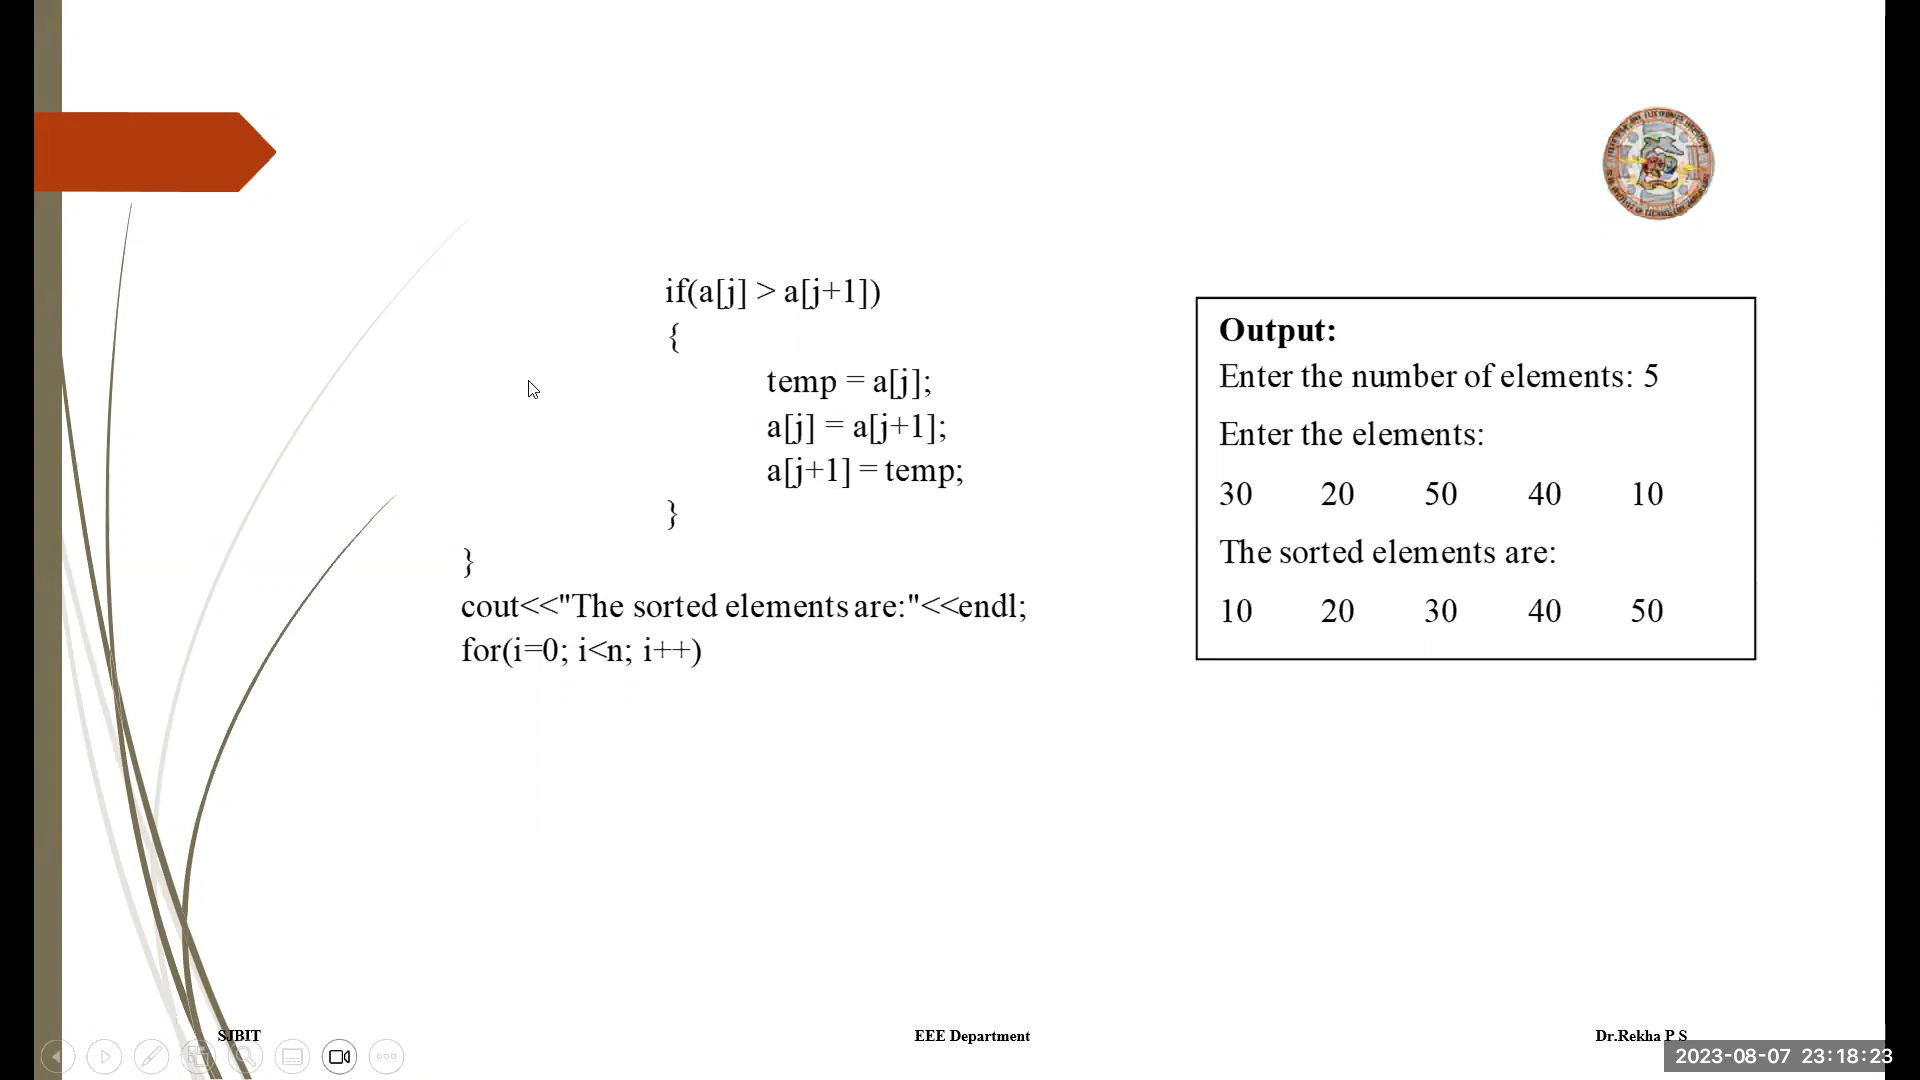 if(a[j] > a[j+1])
{
temp = a[j];
a[j] = a[j+1];
a[j+1] = temp;
}
}
cout<<"The sorted elements are:"<<endl;
for(i=0; i<n; i++)
Output:
Enter the number of elements: 5
Enter the elements:
30 20 50 40 10
The sorted elements are:
10 20 30 40 50
SJBIT
EEE Department
Dr.Rekha P S
2023-08-07 23:18:23